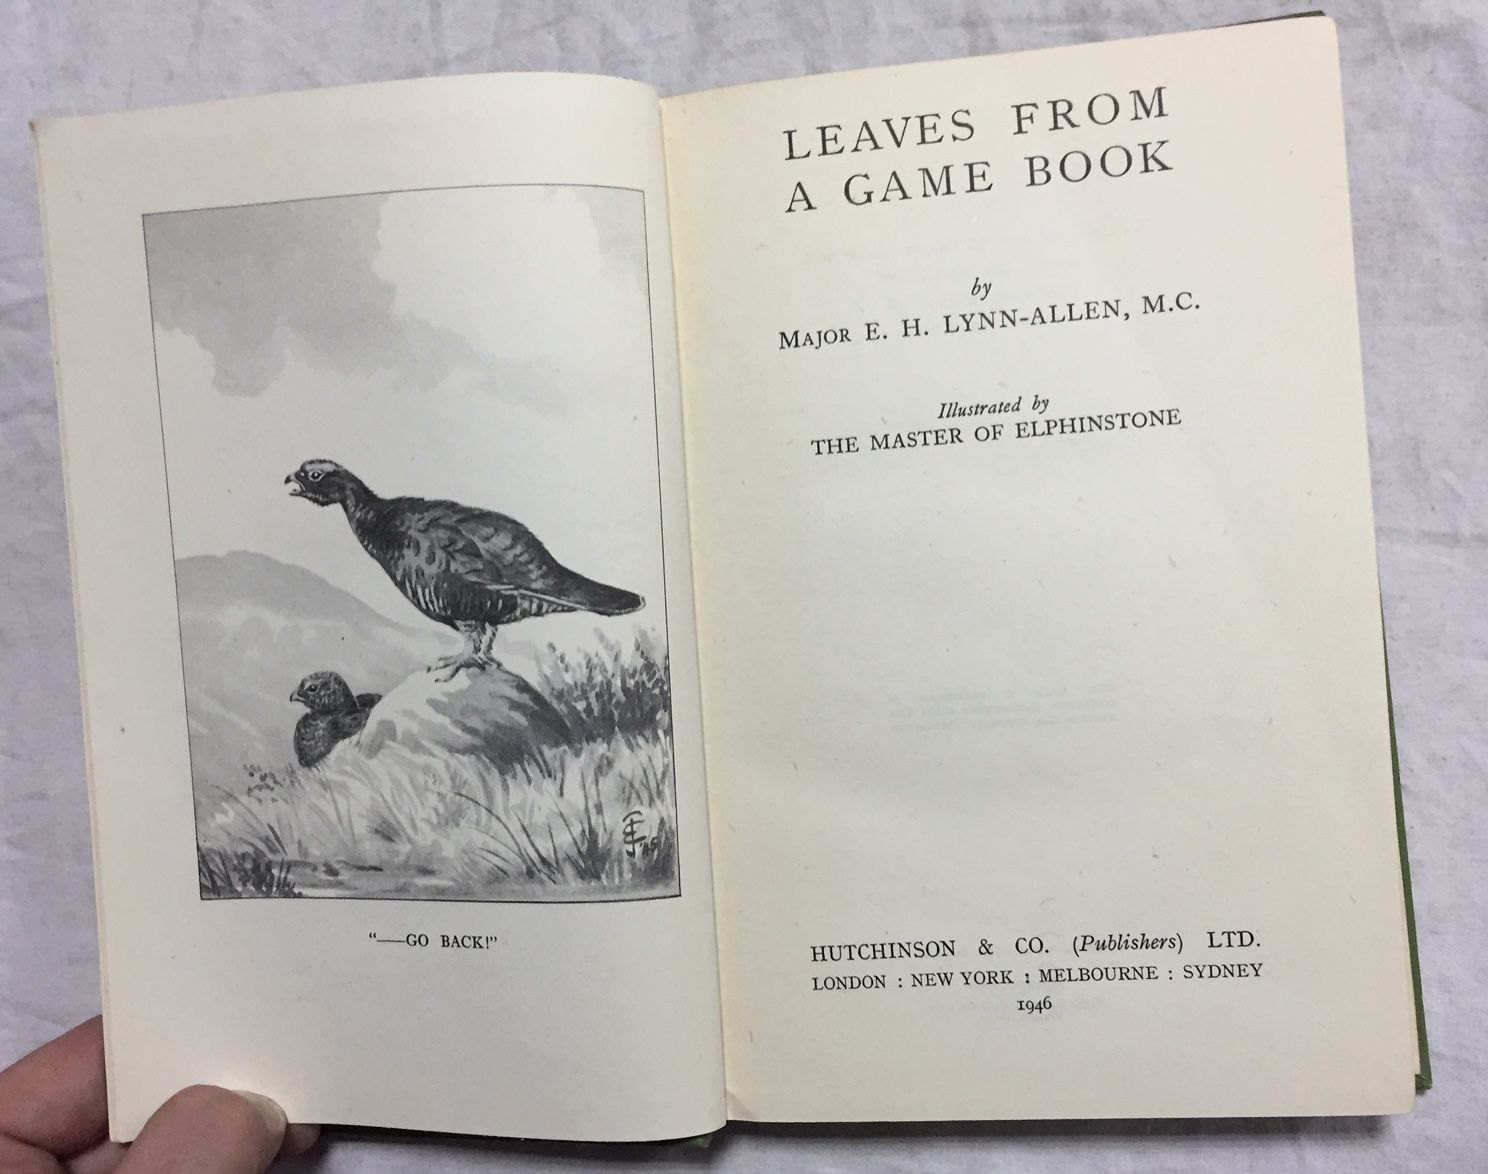 "—GO BACK!"
LEAVES FROM
A GAME BOOK
by
MAJOR E. H. LYNN-ALLEN, M.C.
Illustrated by
THE MASTER OF ELPHINSTONE
HUTCHINSON & CO. (Publishers) LTD.
LONDON : NEW YORK : MELBOURNE : SYDNEY
1946